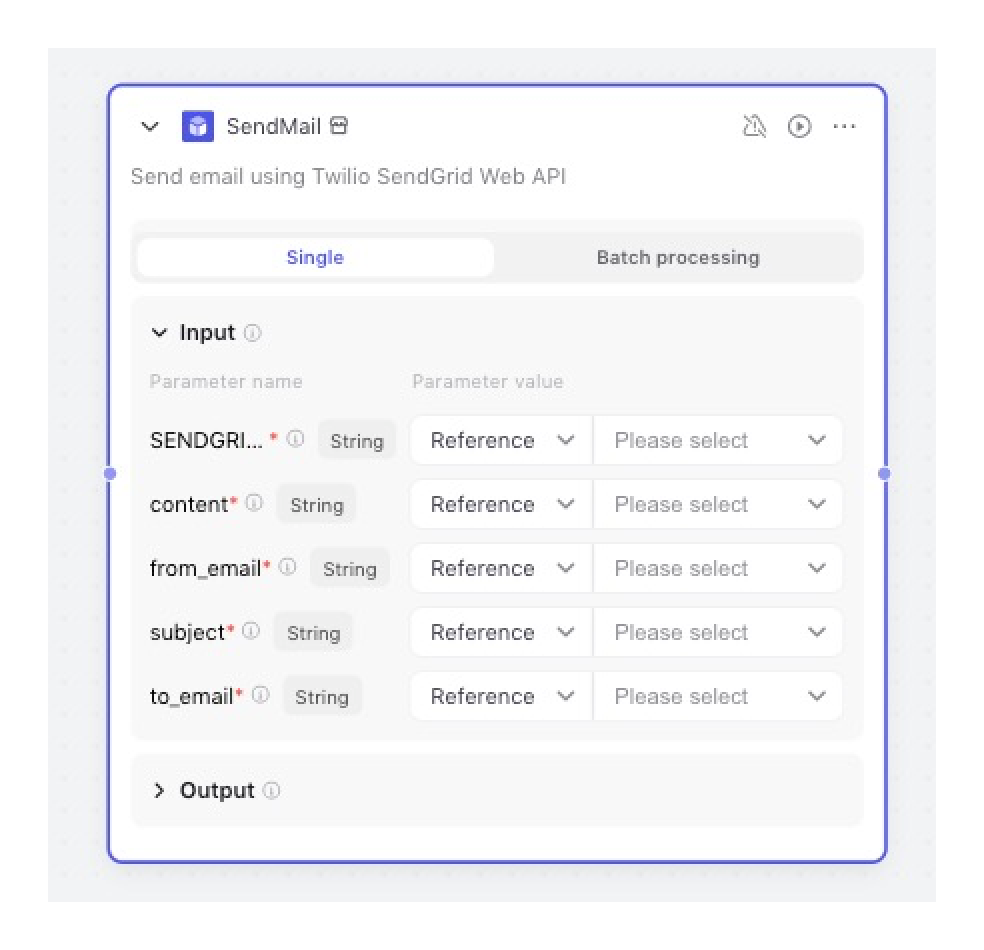 SendMail
Send email using Twilio SendGrid Web API
Single Batch processing
Input
Parameter name Parameter value
SENDGRI... * String Reference Please select
content* String Reference Please select
from_email* String Reference Please select
subject* String Reference Please select
to_email* String Reference Please select
Output